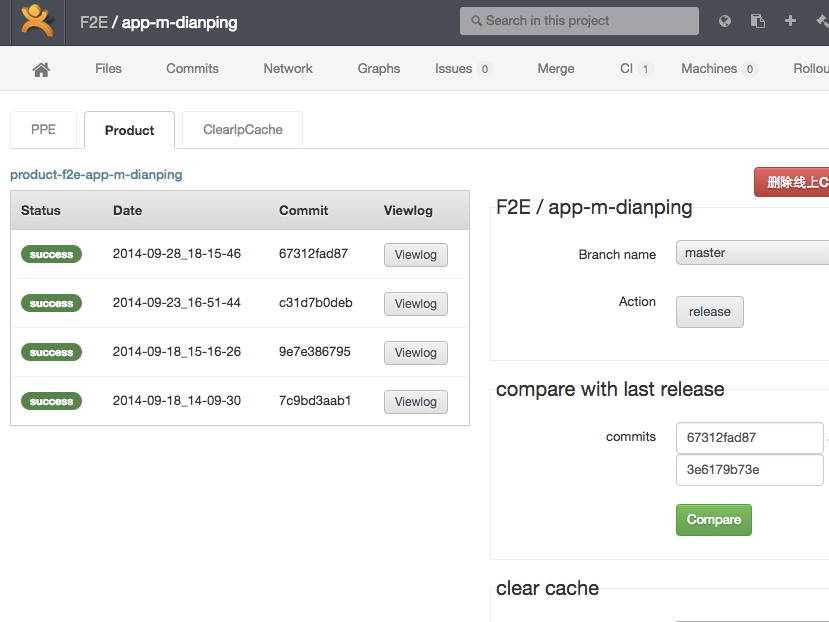 F2E / app-m-dianping
Search in this project
Files Commits Network Graphs Issues 0 Merge CI 1 Machines 0
PPE Product ClearIpCache
product-f2e-app-m-dianping
Status Date Commit Viewlog
success 2014-09-28_18-15-46 67312fad87 Viewlog
success 2014-09-23_16-51-44 c31d7b0deb Viewlog
success 2014-09-18_15-16-26 9e7e386795 Viewlog
success 2014-09-18_14-09-30 7c9bd3aab1 Viewlog
删除线上C
F2E / app-m-dianping
Branch name master
Action release
compare with last release
commits 67312fad87
3e6179b73e
Compare
clear cache